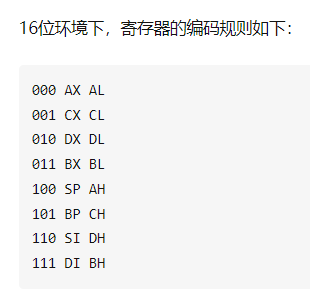 16位环境下，寄存器的编码规则如下：
000 AX AL
001 CX CL
010 DX DL
011 BX BL
100 SP AH
101 BP CH
110 SI DH
111 DI BH